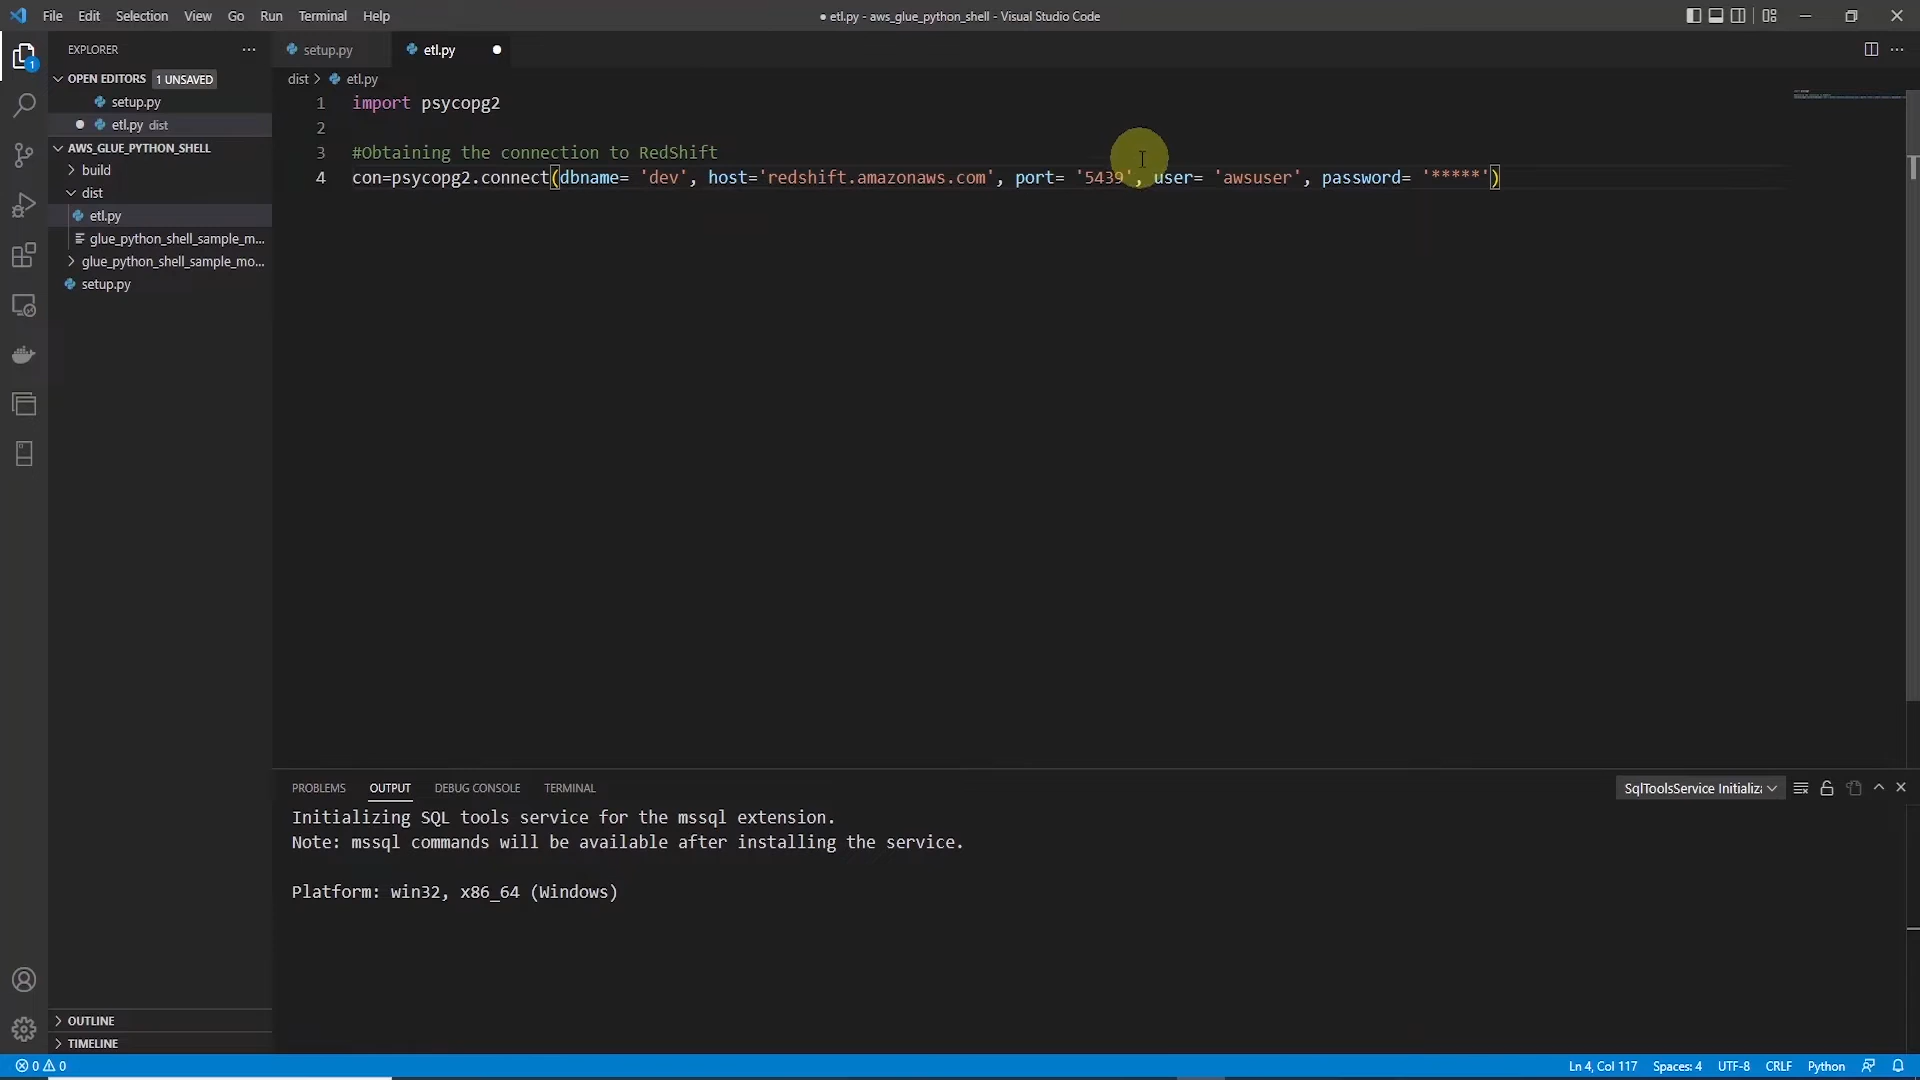 File Edit Selection View Go Run Terminal Help
● etl.py - aws_glue_python_shell - Visual Studio Code
EXPLORER
OPEN EDITORS 1 UNSAVED
setup.py
etl.py dist
AWS_GLUE_PYTHON_SHELL
build
dist
etl.py
glue_python_shell_sample_m...
glue_python_shell_sample_mo...
setup.py
OUTLINE
TIMELINE
1
setup.py
etl.py
dist > etl.py
1 import psycopg2
2
3 #Obtaining the connection to RedShift
4 con=psycopg2.connect(dbname= 'dev', host='redshift.amazonaws.com', port= '5439', user= 'awsuser', password= '*****')
PROBLEMS OUTPUT DEBUG CONSOLE TERMINAL
SqlToolsService Initializa
Initializing SQL tools service for the mssql extension.
Note: mssql commands will be available after installing the service.
Platform: win32, x86_64 (Windows)
0 0
Ln 4, Col 117 Spaces: 4 UTF-8 CRLF Python